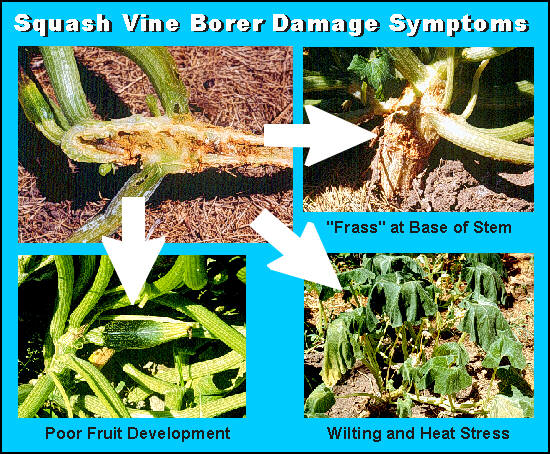 Squash Vine Borer Damage Symptoms
"Frass" at Base of Stem
Poor Fruit Development
Wilting and Heat Stress